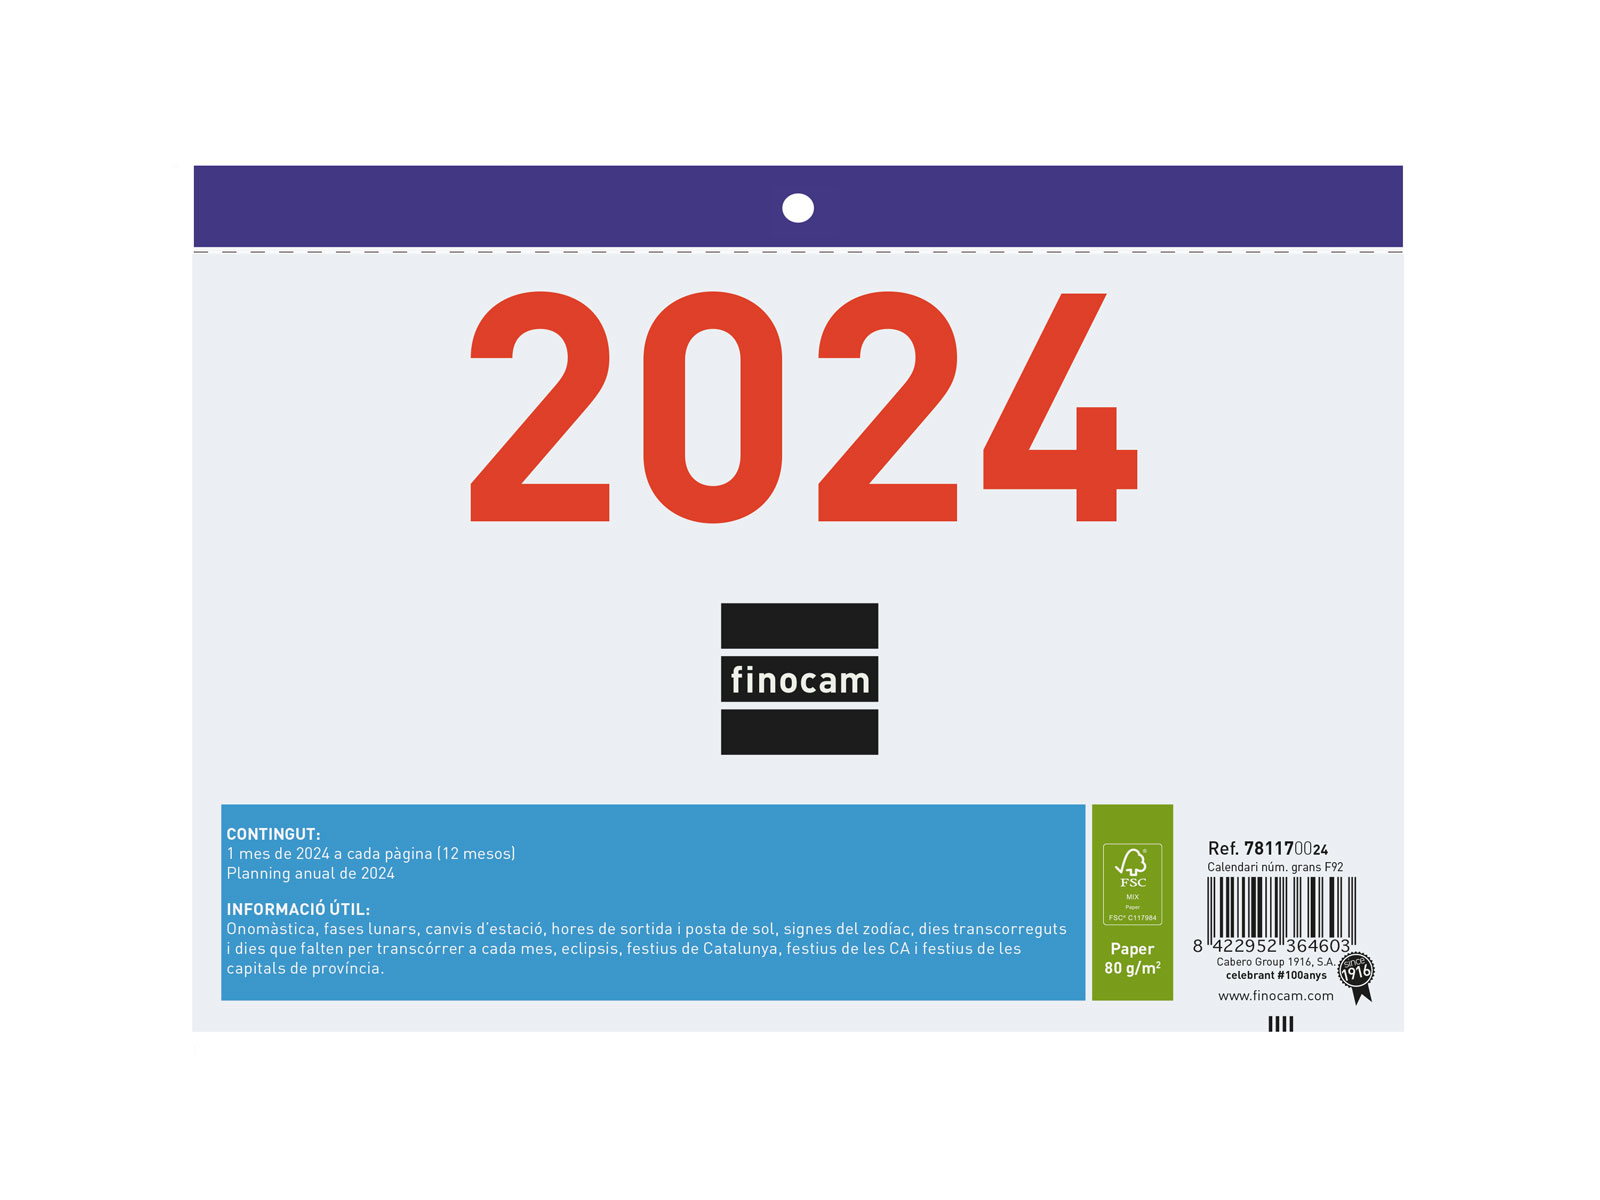 2024
finocam
CONTINGUT:
1 mes de 2024 a cada pàgina (12 mesos)
Planning anual de 2024
INFORMACIÓ ÚTIL:
Onomàstica, fases lunars, canvis d'estació, hores de sortida i posta de sol, signes del zodíac, dies transcorreguts
i dies que falten per transcórrer a cada mes, eclipsis, festius de Catalunya, festius de les CA i festius de les
capitals de província.
FSC®
MIX
Paper
FSC® C117984
Paper
80 g/m²
Ref. 781170024
Calendari núm. grans F92
8 422952 364603
Cabero Group 1916, S.A.
celebrant #100anys
www.finocam.com
Since
1916